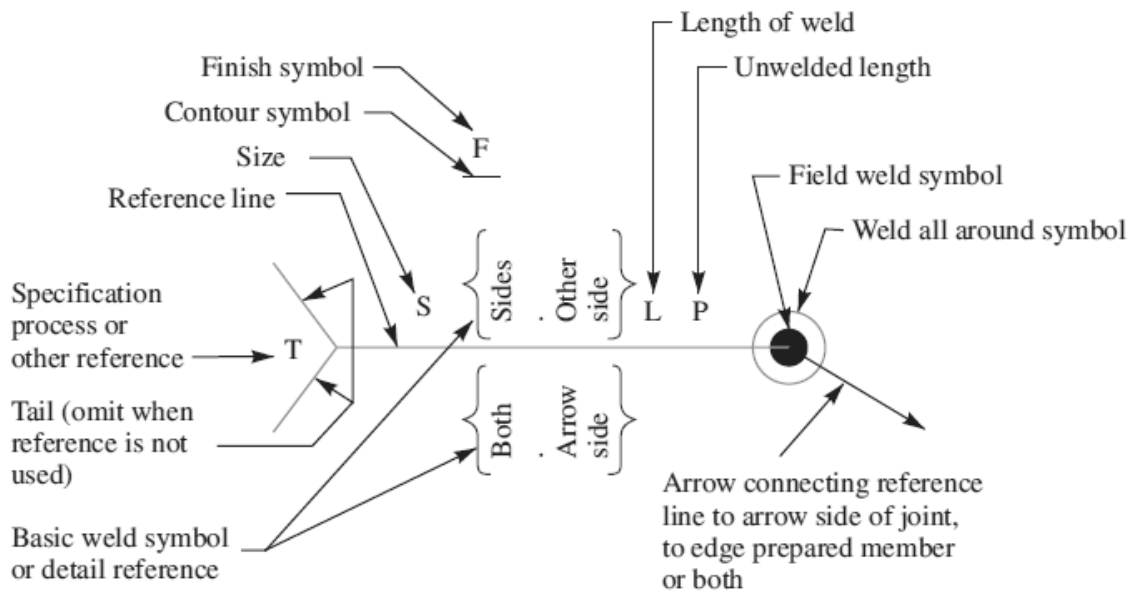 Length of weld
Finish symbol
Unwelded length
Contour symbol
F
Size
Field weld symbol
Reference line
Weld all around symbol
Specification
process or
other reference
S
Sides . Other
side
L
P
T
Both . Arrow
side
Tail (omit when
reference is not
used)
Arrow connecting reference
line to arrow side of joint,
to edge prepared member
or both
Basic weld symbol
or detail reference